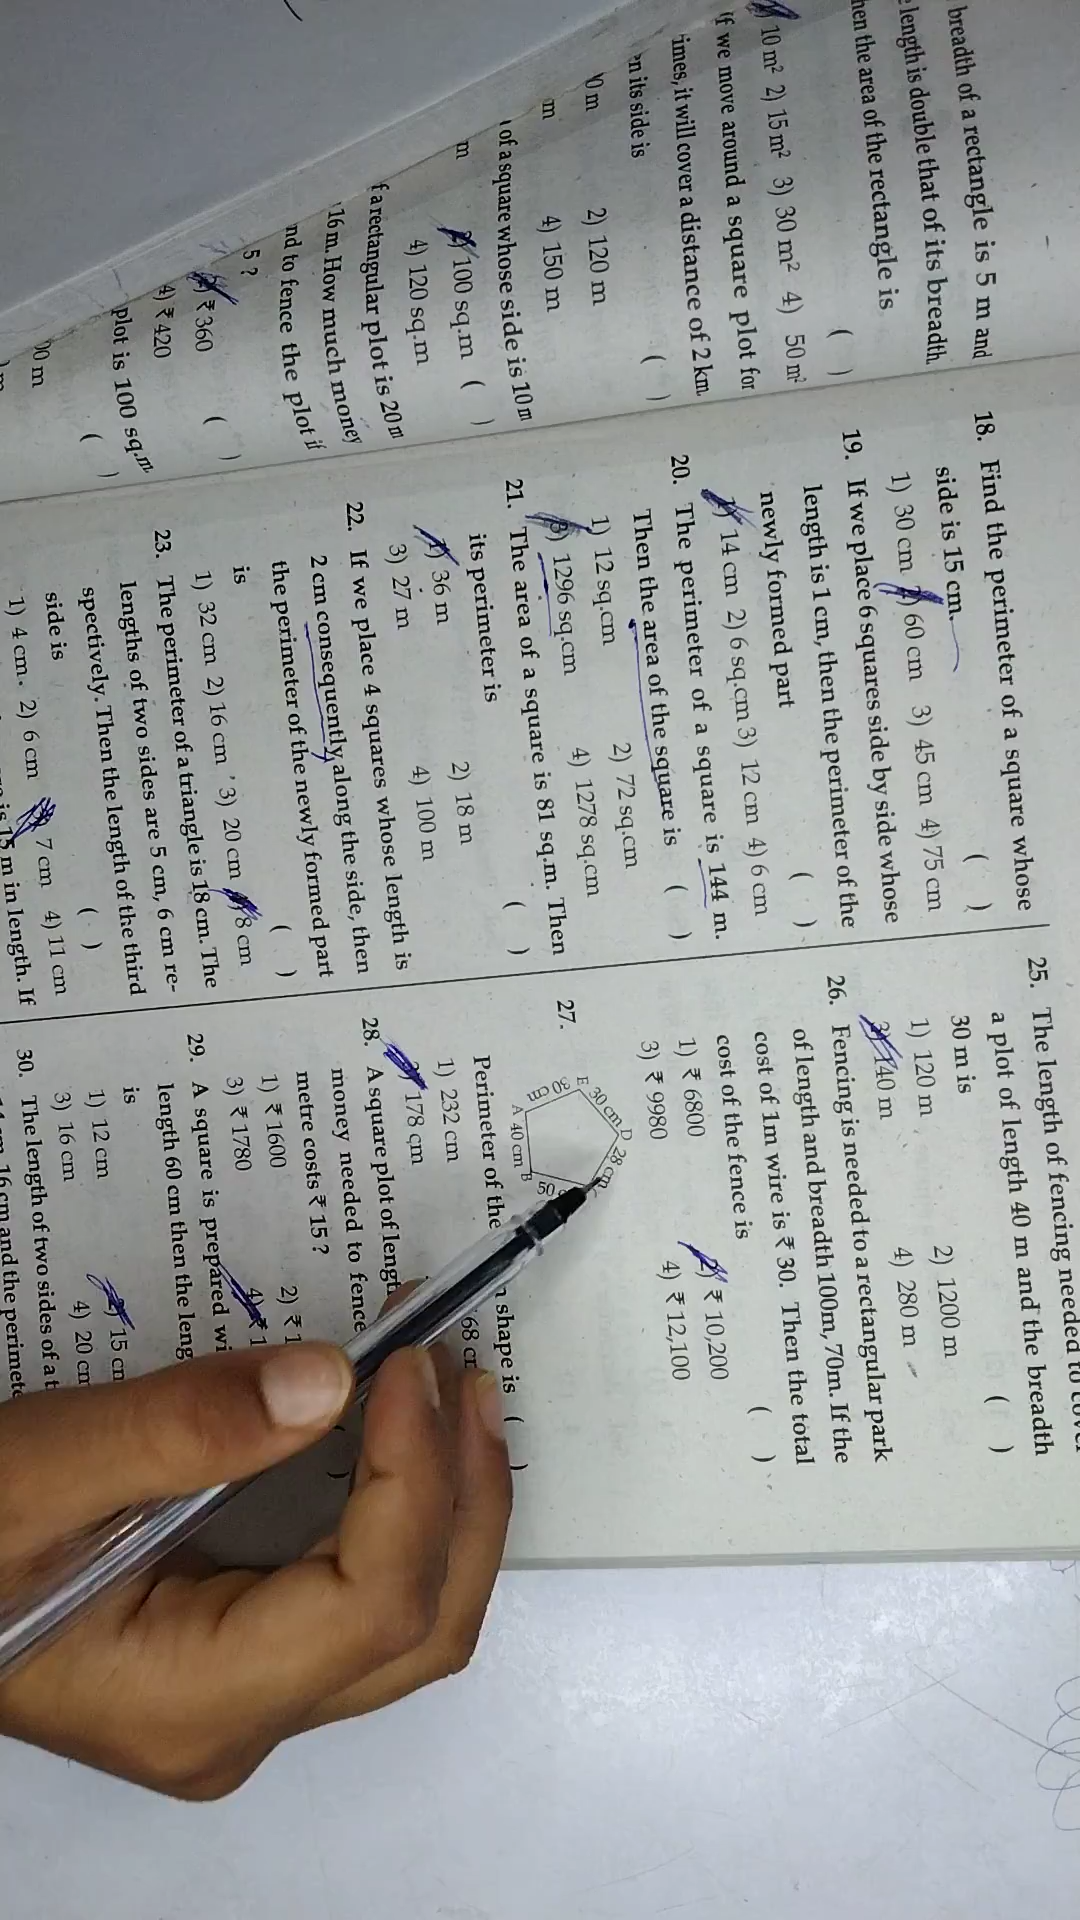 breadth of a rectangle is 5 m and
length is double that of its breadth.
the area of the rectangle is
( )
10 m² 2) 15 m² 3) 30 m² 4) 50 m²
If we move around a square plot for
times, it will cover a distance of 2 km.
its side is ( )
2) 120 m
m 4) 150 m
of a square whose side is 10 m
m 2) 100 sq.m ( )
4) 120 sq.m
a rectangular plot is 20 m
16 m. How much money
to fence the plot if
5 ?
₹ 360 ( )
4) ₹ 420
plot is 100 sq.m
( )
18. Find the perimeter of a square whose
side is 15 cm. ( )
1) 30 cm 2) 60 cm 3) 45 cm 4) 75 cm
19. If we place 6 squares side by side whose
length is 1 cm, then the perimeter of the
newly formed part ( )
1) 14 cm 2) 6 sq.cm 3) 12 cm 4) 6 cm
20. The perimeter of a square is 144 m.
Then the area of the square is ( )
1) 12 sq.cm 2) 72 sq.cm
3) 1296 sq.cm 4) 1278 sq.cm
21. The area of a square is 81 sq.m. Then
its perimeter is ( )
1) 36 m 2) 18 m
3) 27 m 4) 100 m
22. If we place 4 squares whose length is
2 cm consequently along the side, then
the perimeter of the newly formed part
is ( )
1) 32 cm 2) 16 cm 3) 20 cm 4) 8 cm
23. The perimeter of a triangle is 18 cm. The
lengths of two sides are 5 cm, 6 cm re-
spectively. Then the length of the third
side is ( )
1) 4 cm 2) 6 cm 3) 7 cm 4) 11 cm
is 15 m in length. If
25. The length of fencing needed to cover
a plot of length 40 m and the breadth
30 m is ( )
1) 120 m 2) 1200 m
3) 140 m 4) 280 m
26. Fencing is needed to a rectangular park
of length and breadth 100m, 70m. If the
cost of 1m wire is ₹ 30. Then the total
cost of the fence is ( )
1) ₹ 6800 2) ₹ 10,200
3) ₹ 9980 4) ₹ 12,100
27.
E 30 cm D 28 cm
A 40 cm B 50
Perimeter of the shape is ( )
1) 232 cm 68
3) 178 cm
28. A square plot of
money needed to fence
metre costs ₹ 15 ? ( )
1) ₹ 1600 2) ₹ 1
3) ₹ 1780 4) ₹ 1
29. A square is prepared
length 60 cm then the
is
1) 12 cm 2) 15
3) 16 cm 4) 20 cm
30. The length of two sides of a
16 cm and the